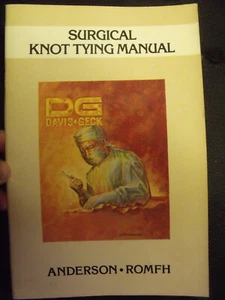 SURGICAL
KNOT TYING MANUAL
DG
DAVIS+GECK
ANDERSON • ROMFH